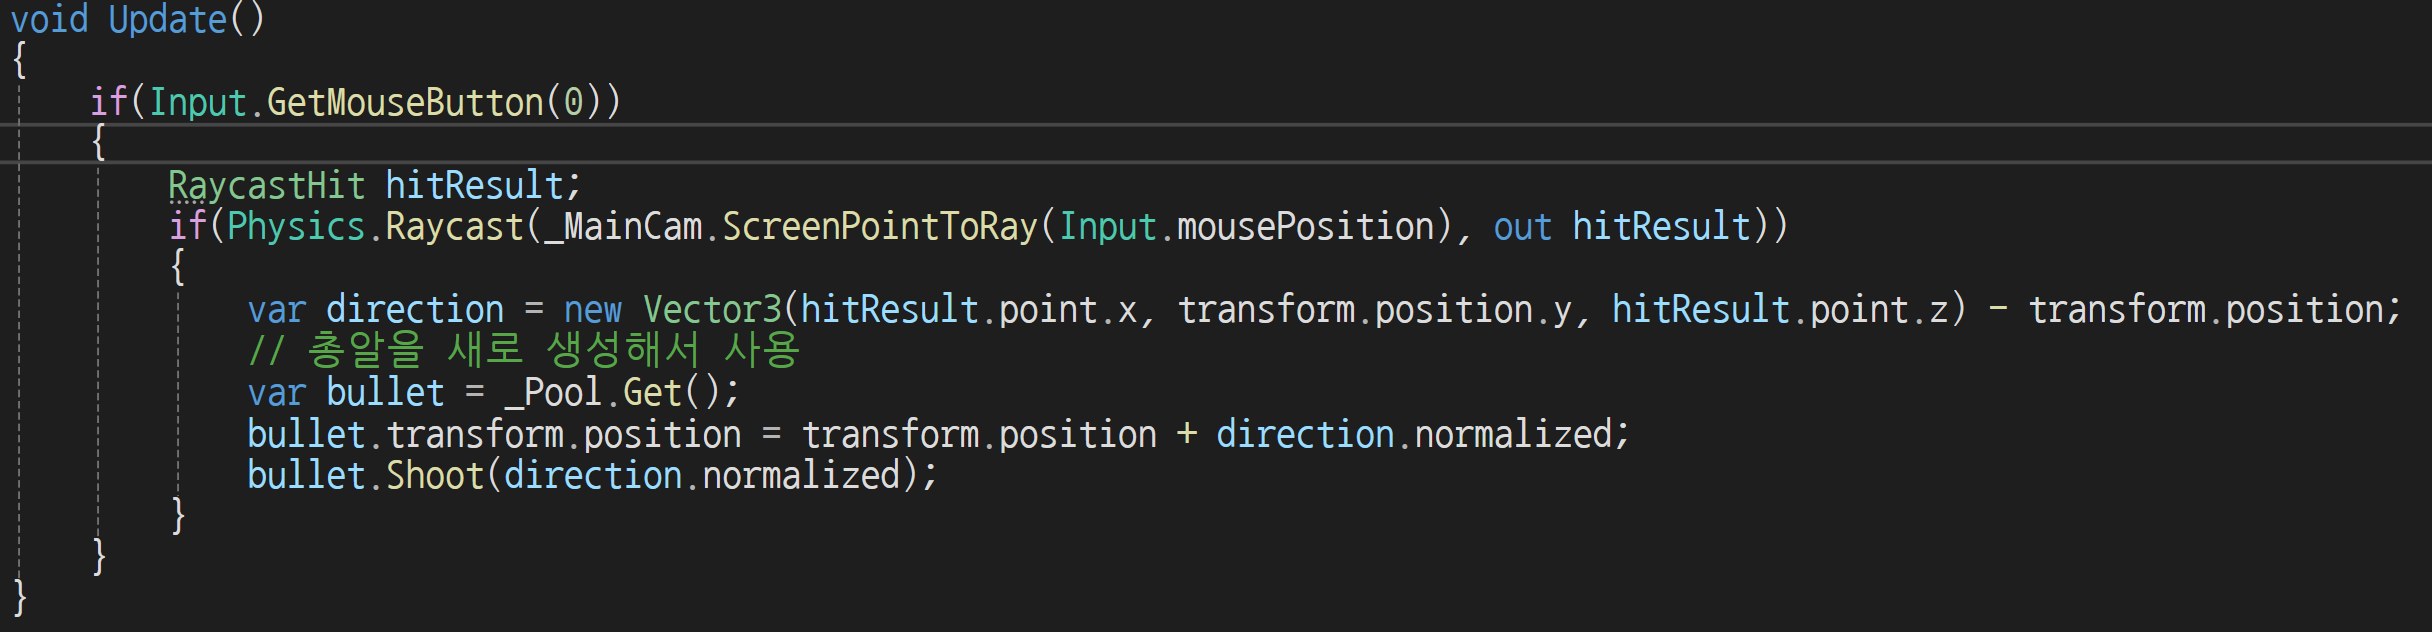 void Update()
{
    if(Input.GetMouseButton(0))
    {
        RaycastHit hitResult;
        if(Physics.Raycast(_MainCam.ScreenPointToRay(Input.mousePosition), out hitResult))
        {
            var direction = new Vector3(hitResult.point.x, transform.position.y, hitResult.point.z) - transform.position;
            // 총알을 새로 생성해서 사용
            var bullet = _Pool.Get();
            bullet.transform.position = transform.position + direction.normalized;
            bullet.Shoot(direction.normalized);
        }
    }
}